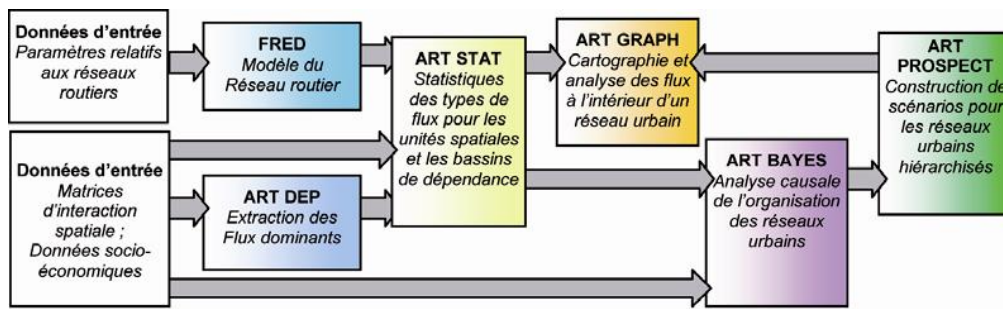 Données d'entrée
Paramètres relatifs
aux réseaux
routiers
FRED
Modèle du
Réseau routier
ART STAT
Statistiques
des types de
flux pour les
unités spatiales
et les bassins
de dépendance
ART GRAPH
Cartographie et
analyse des flux
à l'intérieur d'un
réseau urbain
ART
PROSPECT
Construction de
scénarios pour
les réseaux
urbains
hiérarchisés
Données d'entrée
Matrices
d'interaction
spatiale ;
Données socio-
économiques
ART DEP
Extraction des
Flux dominants
ART BAYES
Analyse causale
de l'organisation
des réseaux
urbains